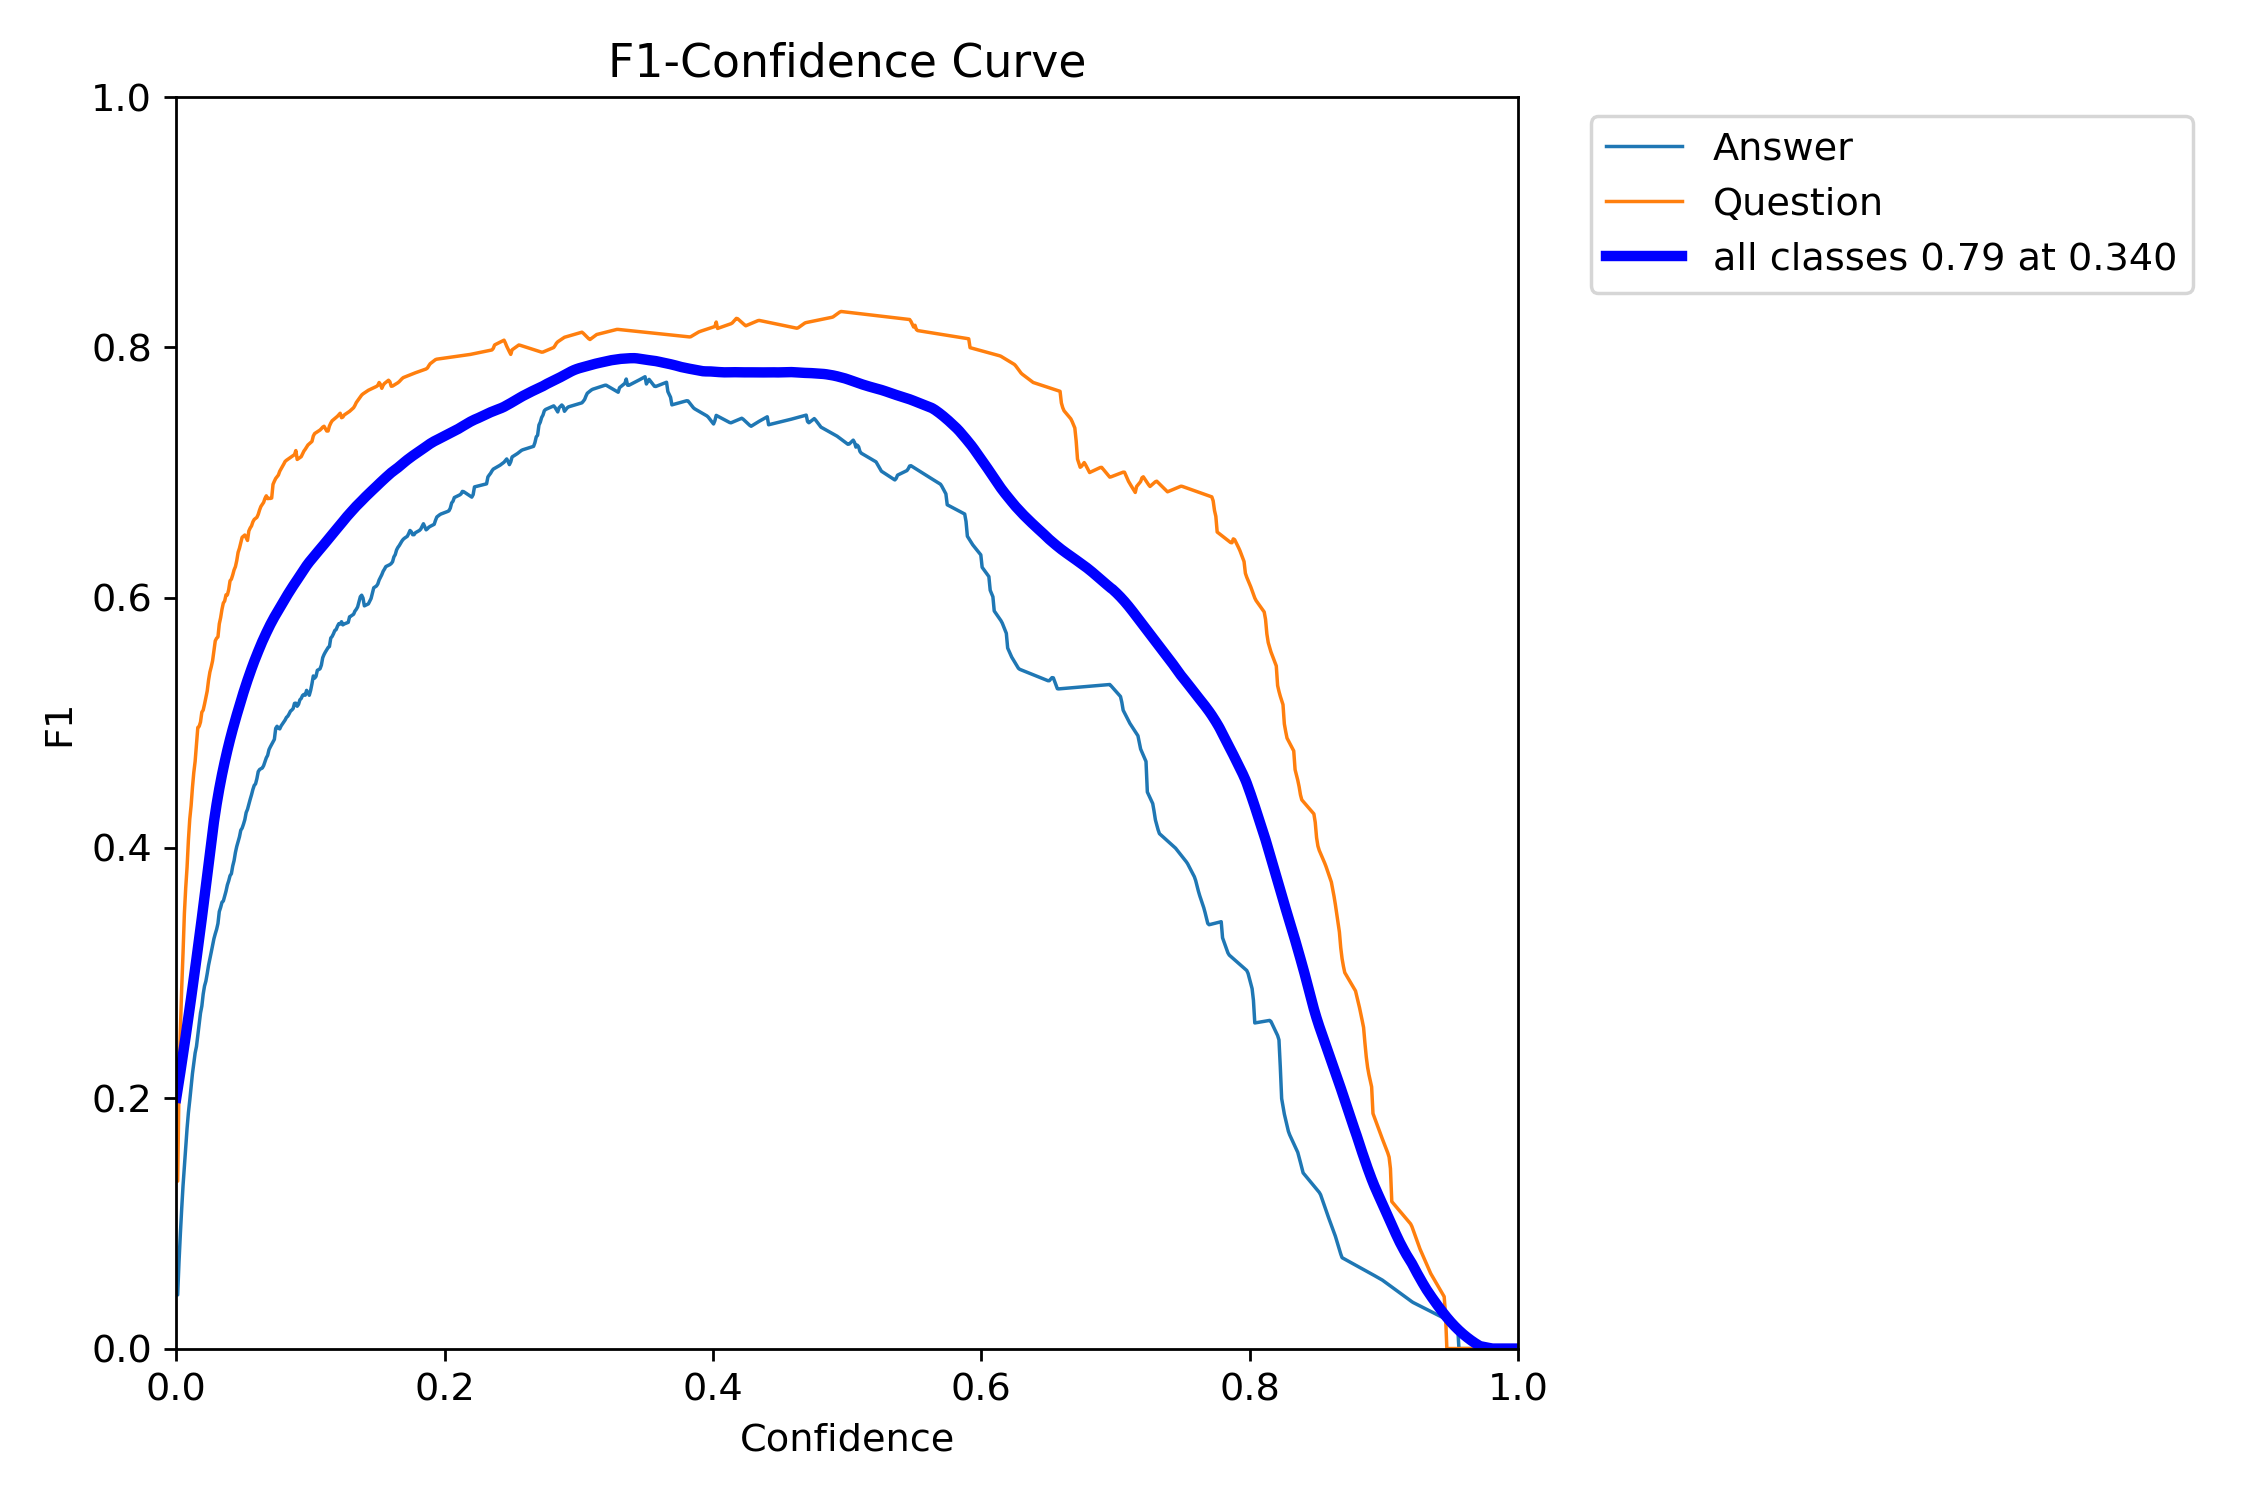 F1-Confidence Curve
1.0
0.8
0.6
0.4
0.2
0.0
F1
0.0 0.2 0.4 0.6 0.8 1.0
Confidence
Answer
Question
all classes 0.79 at 0.340